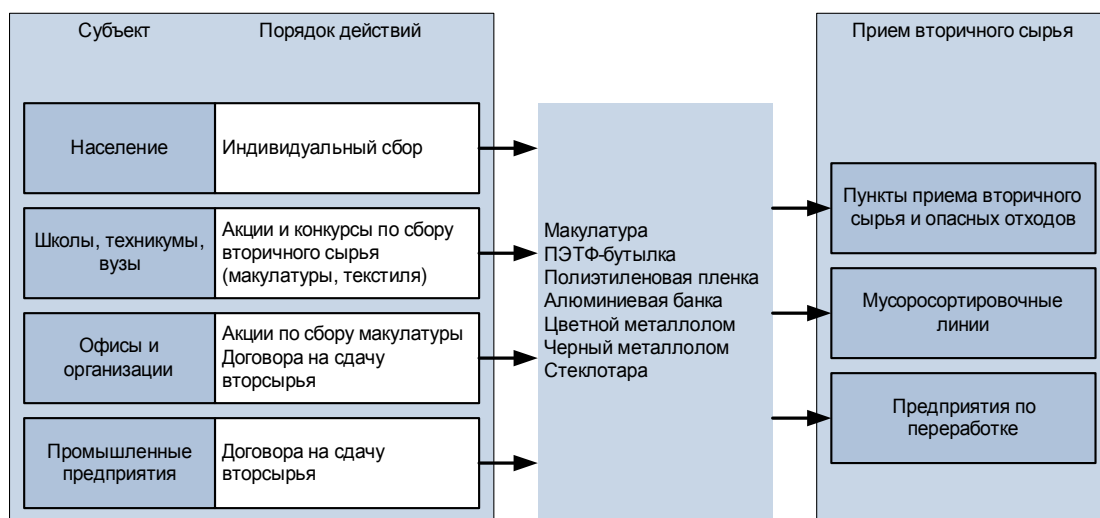 Субъект
Порядок действий
Население
Индивидуальный сбор
Школы, техникумы,
вузы
Акции и конкурсы по сбору
вторичного сырья
(макулатуры, текстиля)
Офисы и
организации
Акции по сбору макулатуры
Договора на сдачу
вторсырья
Промышленные
предприятия
Договора на сдачу
вторсырья
Макулатура
ПЭТФ-бутылка
Полиэтиленовая пленка
Алюминиевая банка
Цветной металлолом
Черный металлолом
Стеклотара
Прием вторичного сырья
Пункты приема вторичного
сырья и опасных отходов
Мусоросортировочные
линии
Предприятия по
переработке